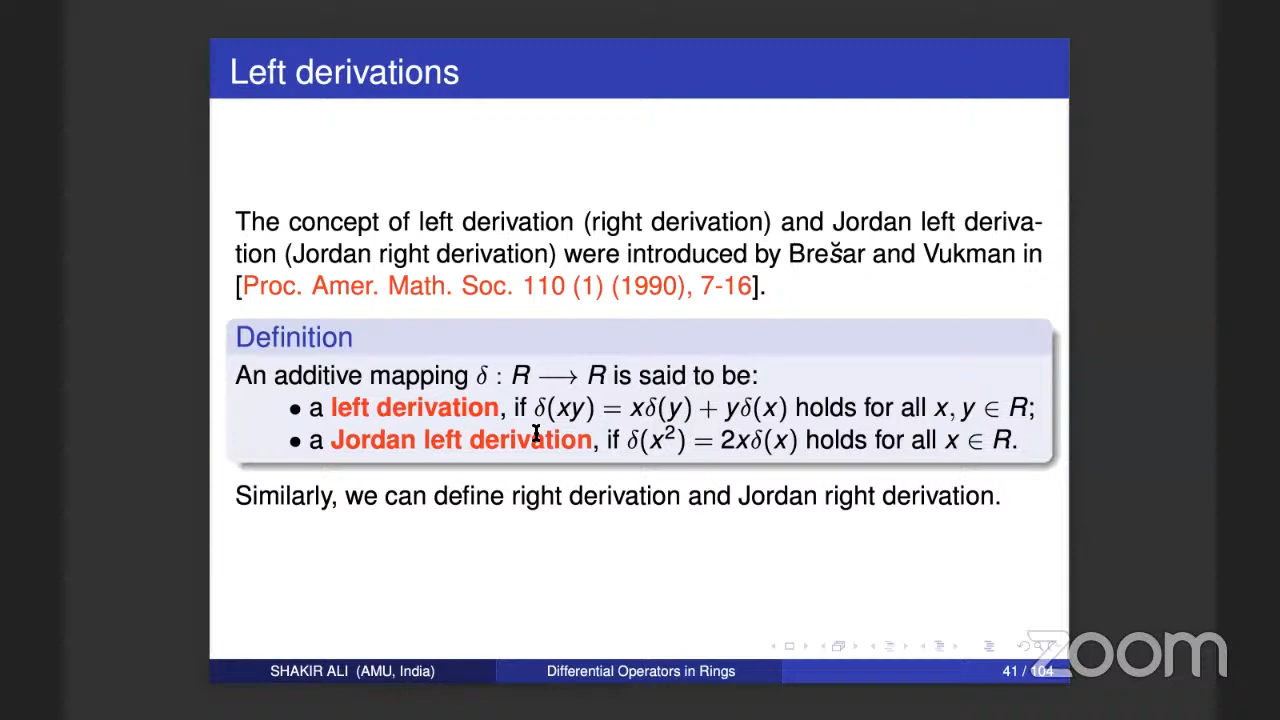 Left derivations
The concept of left derivation (right derivation) and Jordan left deriva-
tion (Jordan right derivation) were introduced by Bres̆ar and Vukman in
[Proc. Amer. Math. Soc. 110 (1) (1990), 7-16].
Definition
An additive mapping δ : R ⟶ R is said to be:
• a left derivation, if δ(xy) = xδ(y) + yδ(x) holds for all x, y ∈ R;
• a Jordan left derivation, if δ(x²) = 2xδ(x) holds for all x ∈ R.
Similarly, we can define right derivation and Jordan right derivation.
zoom
SHAKIR ALI (AMU, India) Differential Operators in Rings 41 / 104